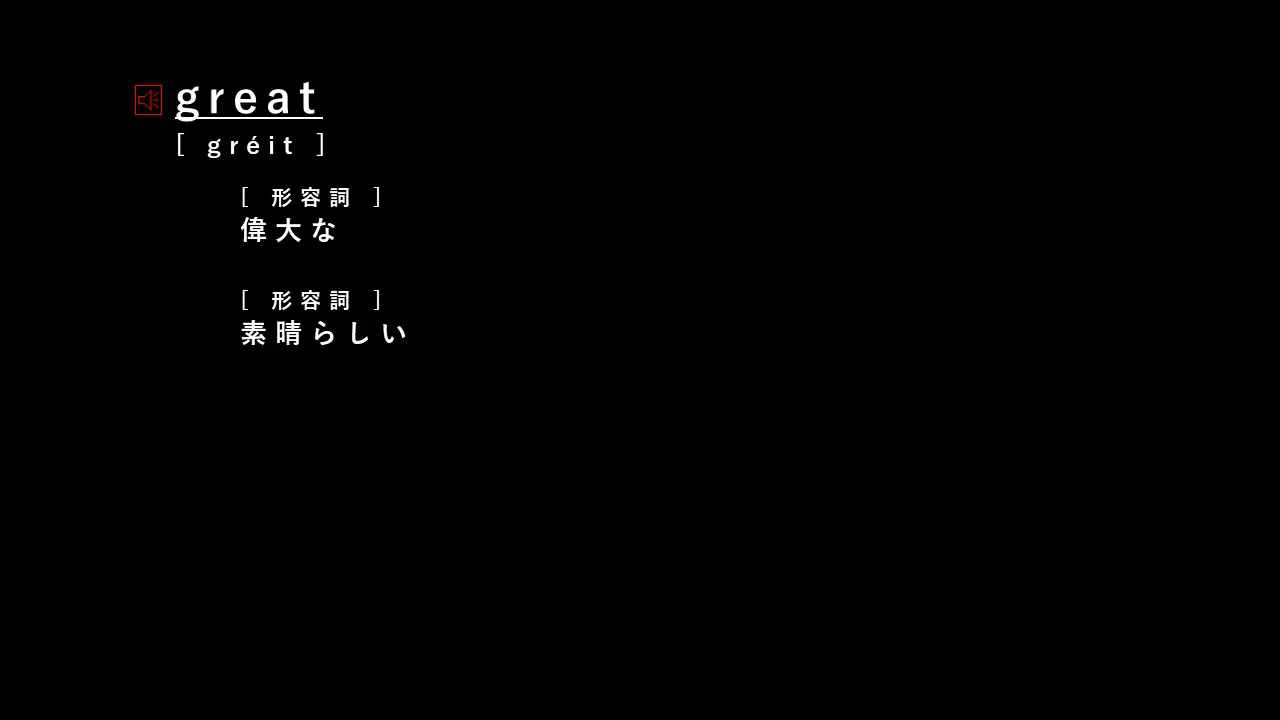 great
[ gréit ]
[ 形容詞 ]
偉大な
[ 形容詞 ]
素晴らしい